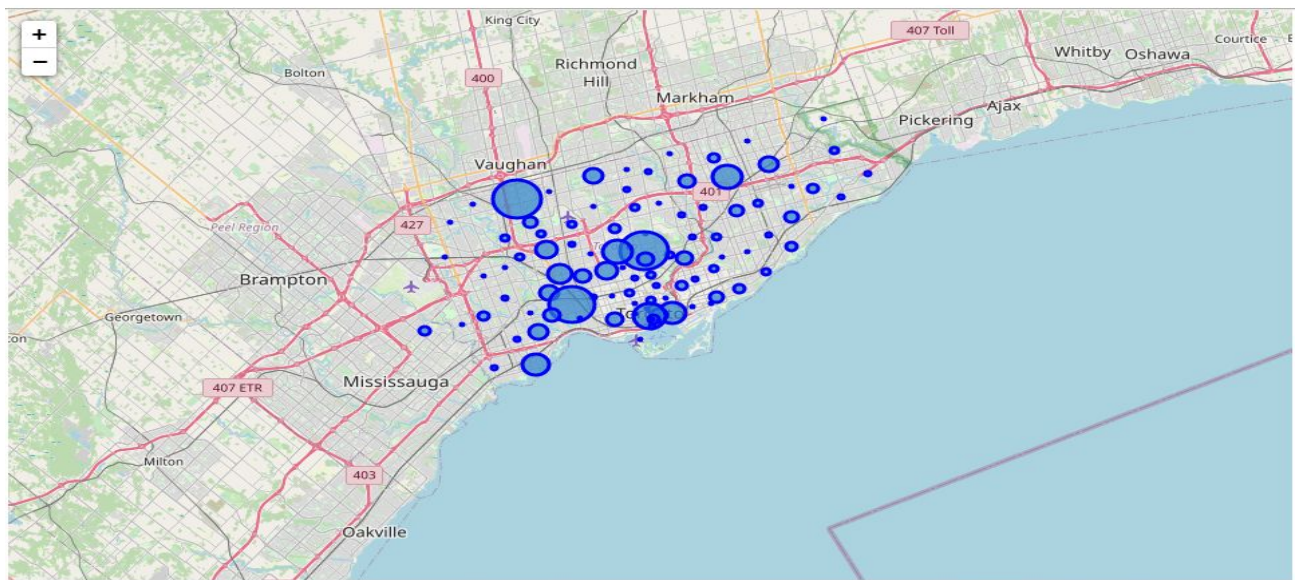 +
−
King City
407 Toll
Courtice
Whitby
Oshawa
Richmond
Hill
Bolton
400
Markham
Ajax
Pickering
Vaughan
401
427
Peel Region
Brampton
Georgetown
407 ETR
Mississauga
Milton
403
Oakville